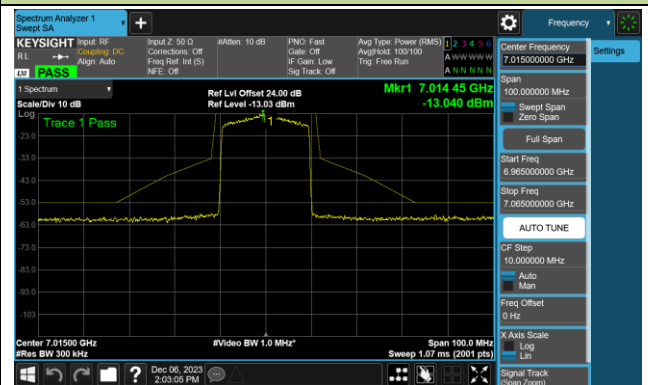 Spectrum Analyzer 1
Swept SA
+
Frequency
KEYSIGHT
Input: RF
Coupling: DC
Align: Auto
Input Z: 50 Ω
Corrections: Off
Freq Ref: Int (S)
NFE: Off
#Atten: 10 dB
PNO: Fast
Gate: Off
IF Gain: Low
Sig Track: Off
Avg Type: Power (RMS)
Avg|Hold: 100/100
Trig: Free Run
1 2 3 4 5 6
A W W W W W
A N N N N N
RL
LXI
PASS
1 Spectrum
Scale/Div 10 dB
Ref Lvl Offset 24.00 dB
Ref Level -13.03 dBm
Mkr1 7.014 45 GHz
-13.040 dBm
Log
Trace 1 Pass
1
-23.0
-33.0
-43.0
-53.0
-63.0
-73.0
-83.0
-93.0
-103
Center 7.01500 GHz
#Res BW 300 kHz
#Video BW 1.0 MHz*
Span 100.0 MHz
Sweep 1.07 ms (2001 pts)
Dec 06, 2023
2:03:05 PM
?
Center Frequency
7.015000000 GHz
Settings
Span
100.000000 MHz
Swept Span
Zero Span
Full Span
Start Freq
6.965000000 GHz
Stop Freq
7.065000000 GHz
AUTO TUNE
CF Step
10.000000 MHz
Auto
Man
Freq Offset
0 Hz
X Axis Scale
Log
Lin
Signal Track
(Span Zoom)